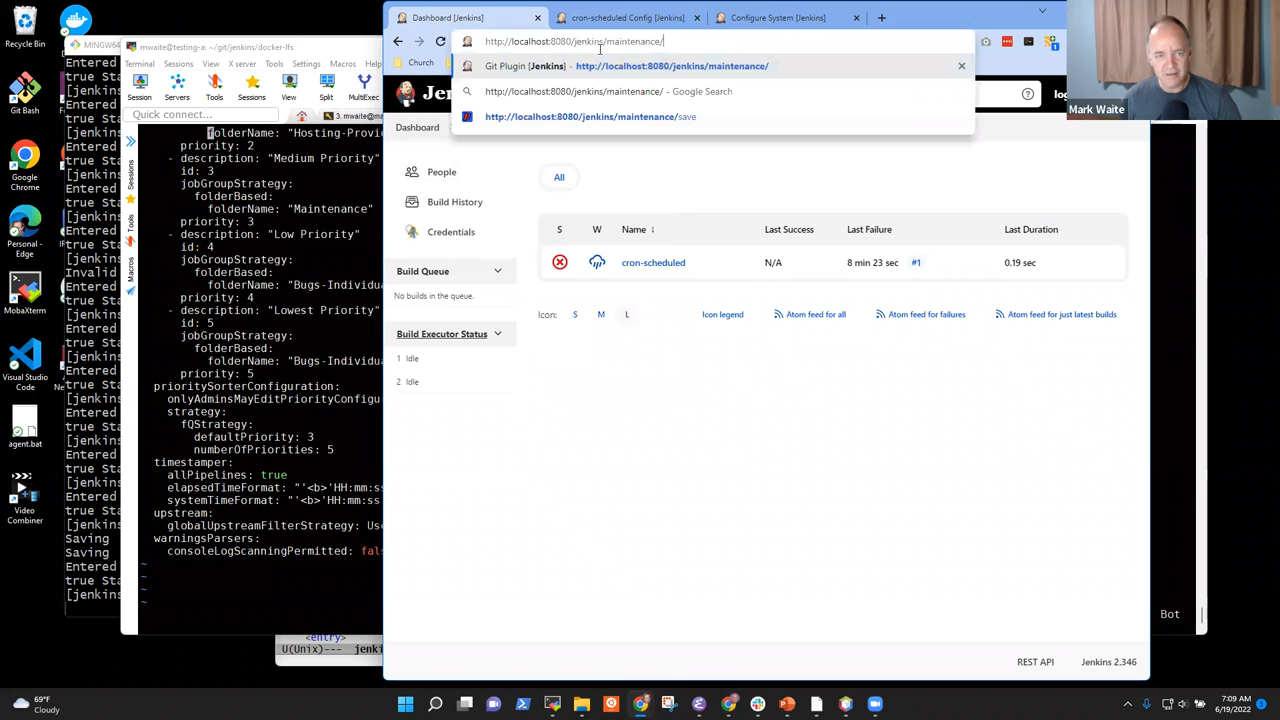 Recycle Bin
Git Bash
Google
Chrome
Personal -
Edge
MobaXterm
Visual Studio
Code
agent.bat
Video
Combiner
MINGW64
Entered
true Sta
[jenkins
Invalid
Saving
mwaite@testing-a: ~/git/jenkins/docker-lfs
Terminal Sessions View X server Tools
Session Servers Tools Sessions View Split MultiExec
Quick connect...
3. mwaite@m
Sessions
Tools
Macros
folderName: "Hosting-Provi
priority: 2
- description: "Medium Priority"
id: 3
jobGroupStrategy:
folderBased:
folderName: "Maintenance"
priority: 3
- description: "Low Priority"
id: 4
jobGroupStrategy:
folderBased:
folderName: "Bugs-Individua
priority: 4
- description: "Lowest Priority"
id: 5
jobGroupStrategy:
folderBased:
folderName: "Bugs-Individua
priority: 5
prioritySorterConfiguration:
onlyAdminsMayEditPriorityConfigur
strategy:
fQStrategy:
defaultPriority: 3
numberOfPriorities: 5
timestamper:
allPipelines: true
elapsedTimeFormat: "'<b>'HH:mm:ss
systemTimeFormat: "'<b>'HH:mm:ss
upstream:
globalUpstreamFilterStrategy: Use
warningsParsers:
consoleLogScanningPermitted: fal
~
~
~
~
<entry>
U(Unix)--- jenki
Dashboard [Jenkins]
cron-scheduled Config [Jenkins]
Configure System [Jenkins]
http://localhost:8080/jenkins/maintenance/
Church
Git Plugin [Jenkins] - http://localhost:8080/jenkins/maintenance/
http://localhost:8080/jenkins/maintenance/ - Google Search
http://localhost:8080/jenkins/maintenance/save
Jen
log
Dashboard
People
Build History
Credentials
Build Queue
No builds in the queue.
Build Executor Status
1 Idle
2 Idle
All
S W Name ↓ Last Success Last Failure Last Duration
cron-scheduled N/A 8 min 23 sec #1 0.19 sec
Icon: S M L
Icon legend
Atom feed for all
Atom feed for failures
Atom feed for just latest builds
REST API Jenkins 2.346
Mark Waite
Bot
69°F
Cloudy
7:09 AM
6/19/2022